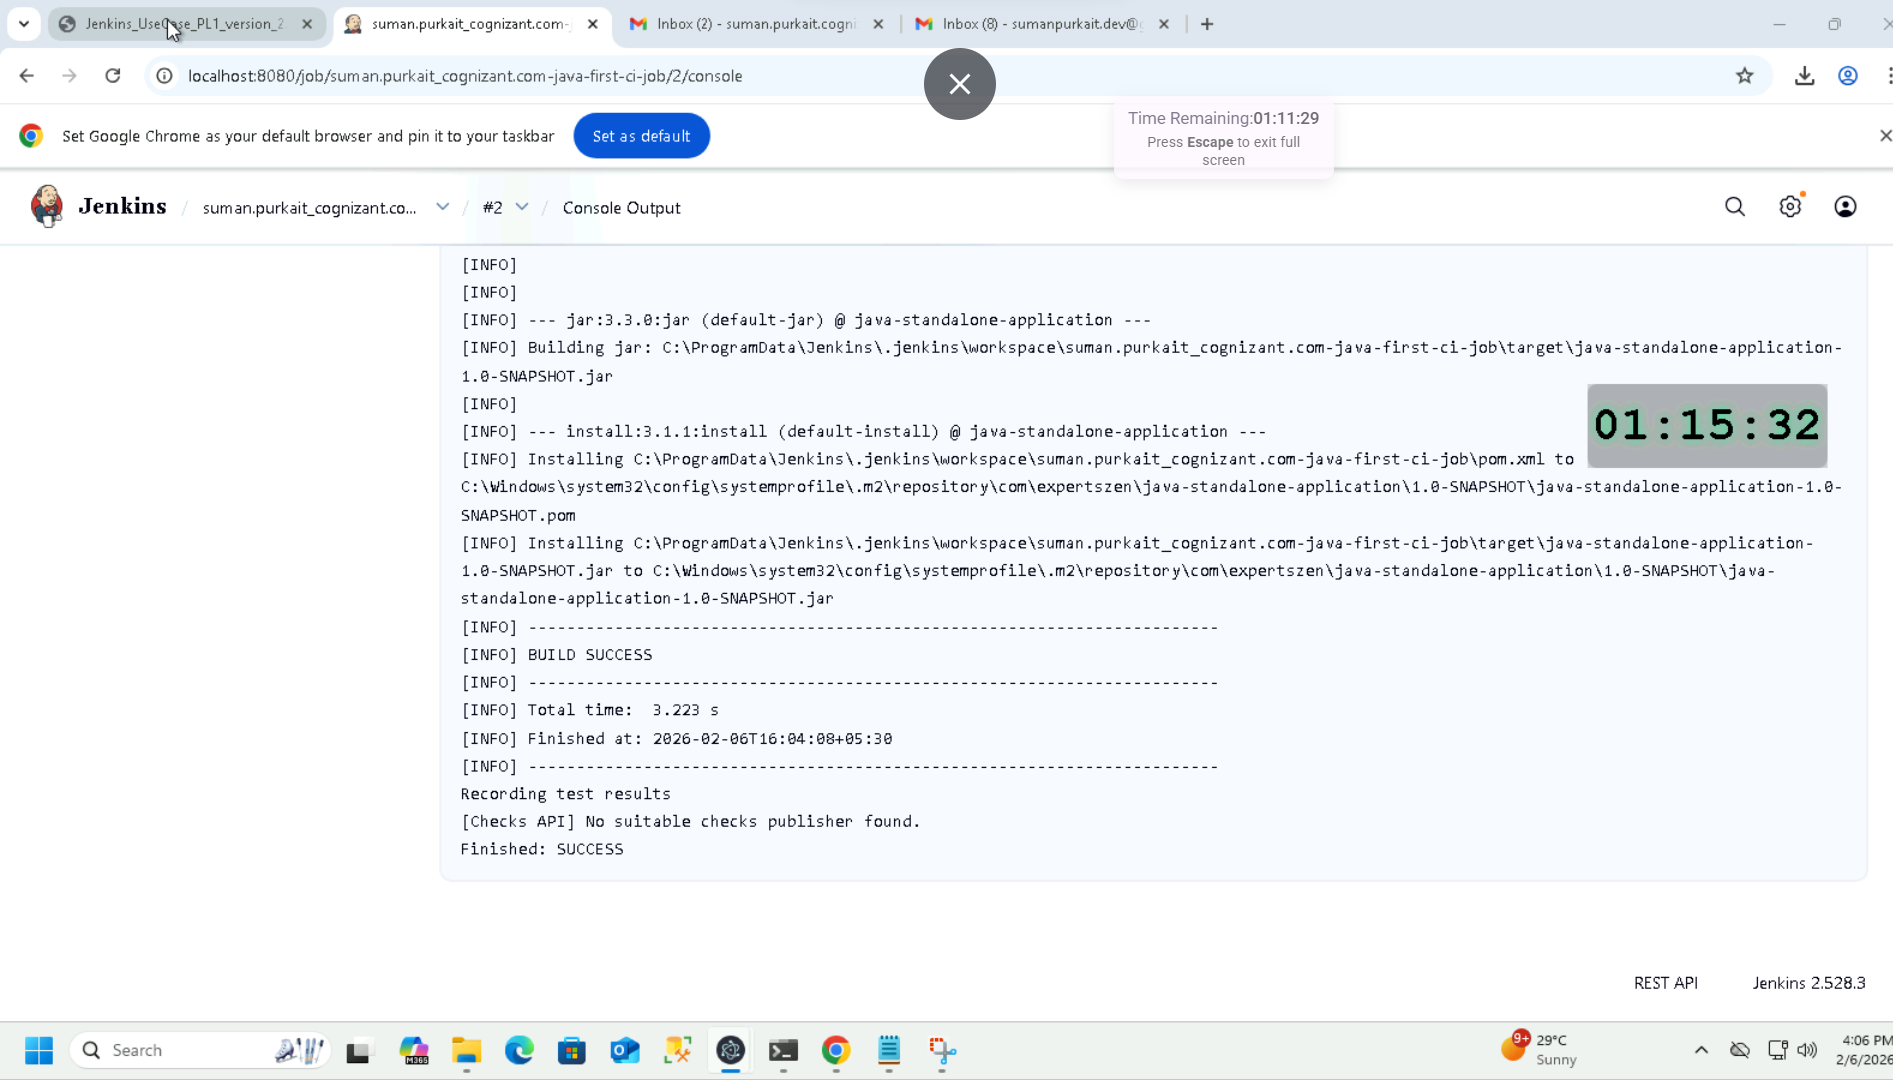 Jenkins_UseCase_PL1_version_2
suman.purkait_cognizant.com-
Inbox (2) - suman.purkait.cogni
Inbox (8) - sumanpurkait.dev@
localhost:8080/job/suman.purkait_cognizant.com-java-first-ci-job/2/console
Set Google Chrome as your default browser and pin it to your taskbar
Set as default
Time Remaining:01:11:29
Press Escape to exit full
screen
Jenkins / suman.purkait_cognizant.co... / #2 / Console Output
[INFO]
[INFO]
[INFO] --- jar:3.3.0:jar (default-jar) @ java-standalone-application ---
[INFO] Building jar: C:\ProgramData\Jenkins\.jenkins\workspace\suman.purkait_cognizant.com-java-first-ci-job\target\java-standalone-application-
1.0-SNAPSHOT.jar
[INFO]
[INFO] --- install:3.1.1:install (default-install) @ java-standalone-application ---
[INFO] Installing C:\ProgramData\Jenkins\.jenkins\workspace\suman.purkait_cognizant.com-java-first-ci-job\pom.xml to
C:\Windows\system32\config\systemprofile\.m2\repository\com\expertszen\java-standalone-application\1.0-SNAPSHOT\java-standalone-application-1.0-
SNAPSHOT.pom
[INFO] Installing C:\ProgramData\Jenkins\.jenkins\workspace\suman.purkait_cognizant.com-java-first-ci-job\target\java-standalone-application-
1.0-SNAPSHOT.jar to C:\Windows\system32\config\systemprofile\.m2\repository\com\expertszen\java-standalone-application\1.0-SNAPSHOT\java-
standalone-application-1.0-SNAPSHOT.jar
[INFO] ------------------------------------------------------------------------
[INFO] BUILD SUCCESS
[INFO] ------------------------------------------------------------------------
[INFO] Total time:  3.223 s
[INFO] Finished at: 2026-02-06T16:04:08+05:30
[INFO] ------------------------------------------------------------------------
Recording test results
[Checks API] No suitable checks publisher found.
Finished: SUCCESS
01:15:32
REST API
Jenkins 2.528.3
Search
M365
9+
29°C
Sunny
4:06 PM
2/6/2026